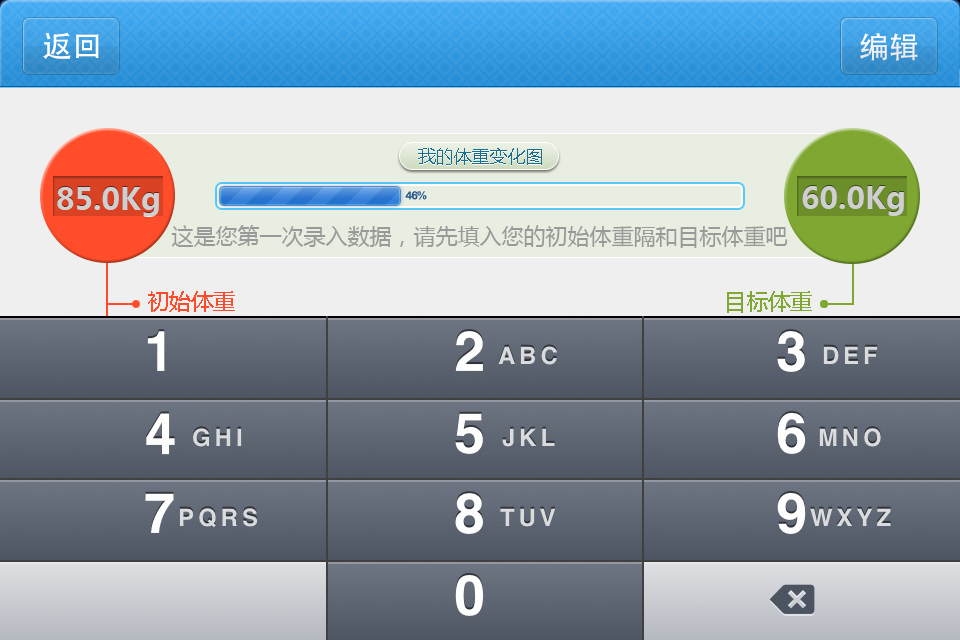 返回
编辑
我的体重变化图
85.0Kg
46%
60.0Kg
这是您第一次录入数据，请先填入您的初始体重隔和目标体重吧
初始体重
目标体重
1
2 ABC
3 DEF
4 GHI
5 JKL
6 MNO
7 PQRS
8 TUV
9 WXYZ
0